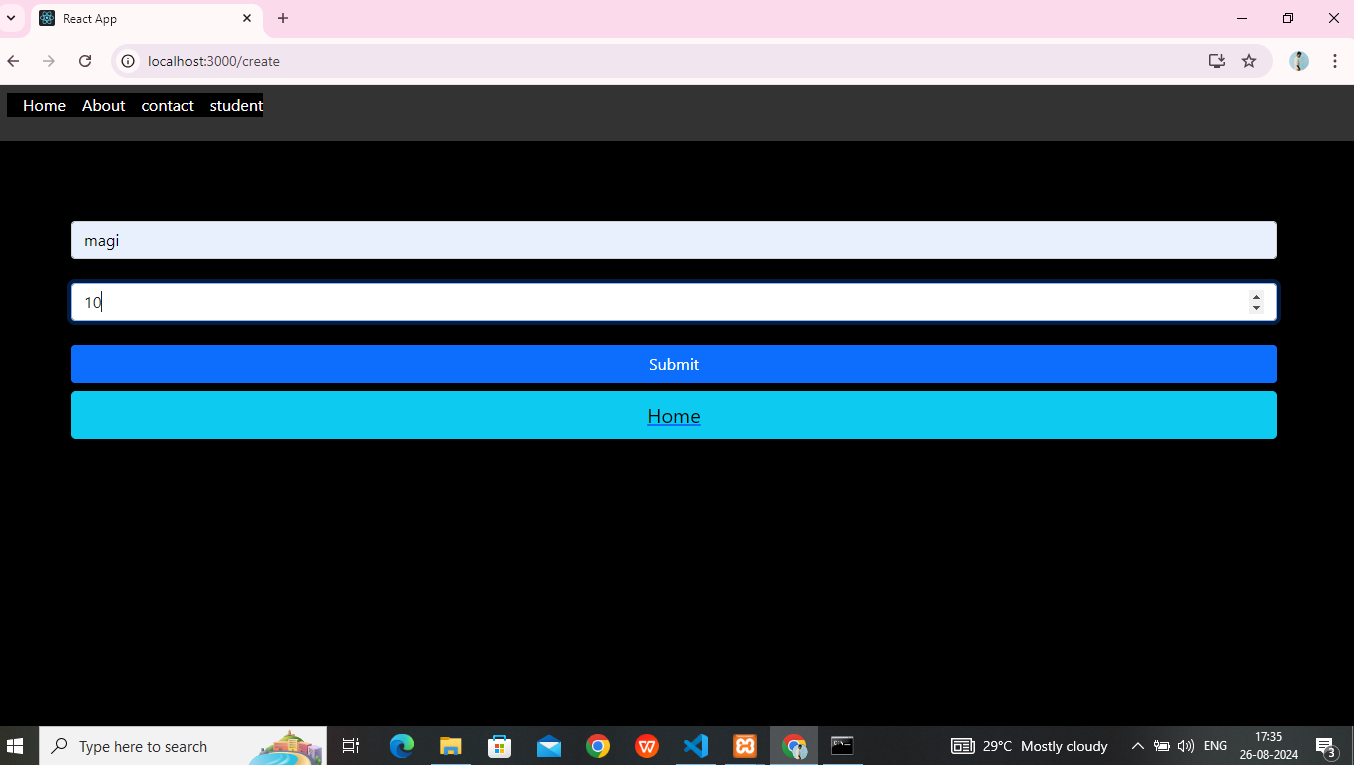 React App
localhost:3000/create
Home About contact student
magi
10
Submit
Home
Type here to search
29°C Mostly cloudy
ENG
17:35
26-08-2024
3